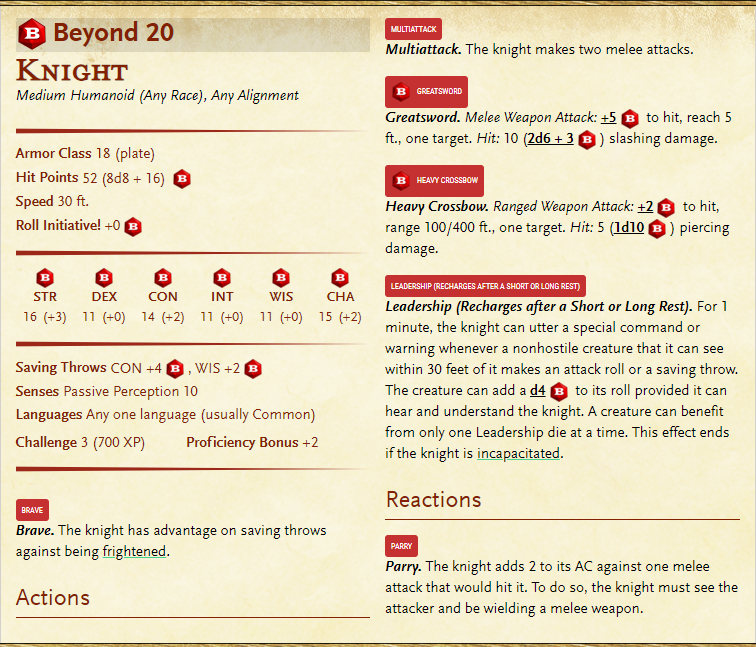 B Beyond 20
KNIGHT
Medium Humanoid (Any Race), Any Alignment
Armor Class 18 (plate)
Hit Points 52 (8d8 + 16) B
Speed 30 ft.
Roll Initiative! +0 B
B B B B B B
STR DEX CON INT WIS CHA
16 (+3) 11 (+0) 14 (+2) 11 (+0) 11 (+0) 15 (+2)
Saving Throws CON +4 B , WIS +2 B
Senses Passive Perception 10
Languages Any one language (usually Common)
Challenge 3 (700 XP) Proficiency Bonus +2
BRAVE
Brave. The knight has advantage on saving throws
against being frightened.
Actions
MULTIATTACK
Multiattack. The knight makes two melee attacks.
B GREATSWORD
Greatsword. Melee Weapon Attack: +5 B to hit, reach 5
ft., one target. Hit: 10 (2d6 + 3 B ) slashing damage.
B HEAVY CROSSBOW
Heavy Crossbow. Ranged Weapon Attack: +2 B to hit,
range 100/400 ft., one target. Hit: 5 (1d10 B ) piercing
damage.
LEADERSHIP (RECHARGES AFTER A SHORT OR LONG REST)
Leadership (Recharges after a Short or Long Rest). For 1
minute, the knight can utter a special command or
warning whenever a nonhostile creature that it can see
within 30 feet of it makes an attack roll or a saving throw.
The creature can add a d4 B to its roll provided it can
hear and understand the knight. A creature can benefit
from only one Leadership die at a time. This effect ends
if the knight is incapacitated.
Reactions
PARRY
Parry. The knight adds 2 to its AC against one melee
attack that would hit it. To do so, the knight must see the
attacker and be wielding a melee weapon.